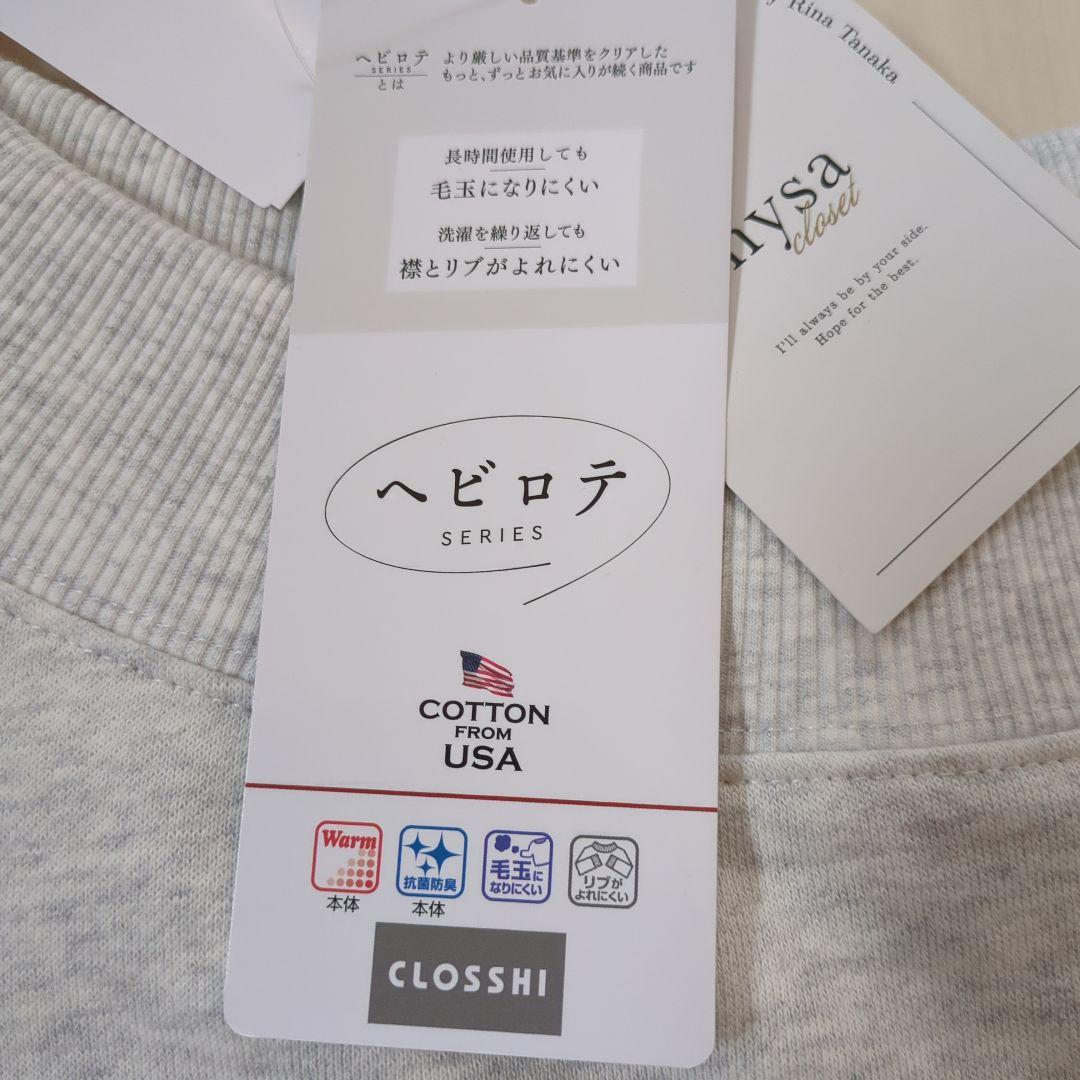 ヘビロテ
SERIES
とは
より厳しい品質基準をクリアした
もっと、ずっとお気に入りが続く商品です
長時間使用しても
毛玉になりにくい
洗濯を繰り返しても
襟とリブがよれにくい
ヘビロテ
SERIES
COTTON
FROM
USA
Warm
本体
抗菌防臭
本体
毛玉に
なりにくい
リブが
よれにくい
CLOSSHI
by Rina Tanaka
mysa
closet
I'll always be by your side.
Hope for the best.